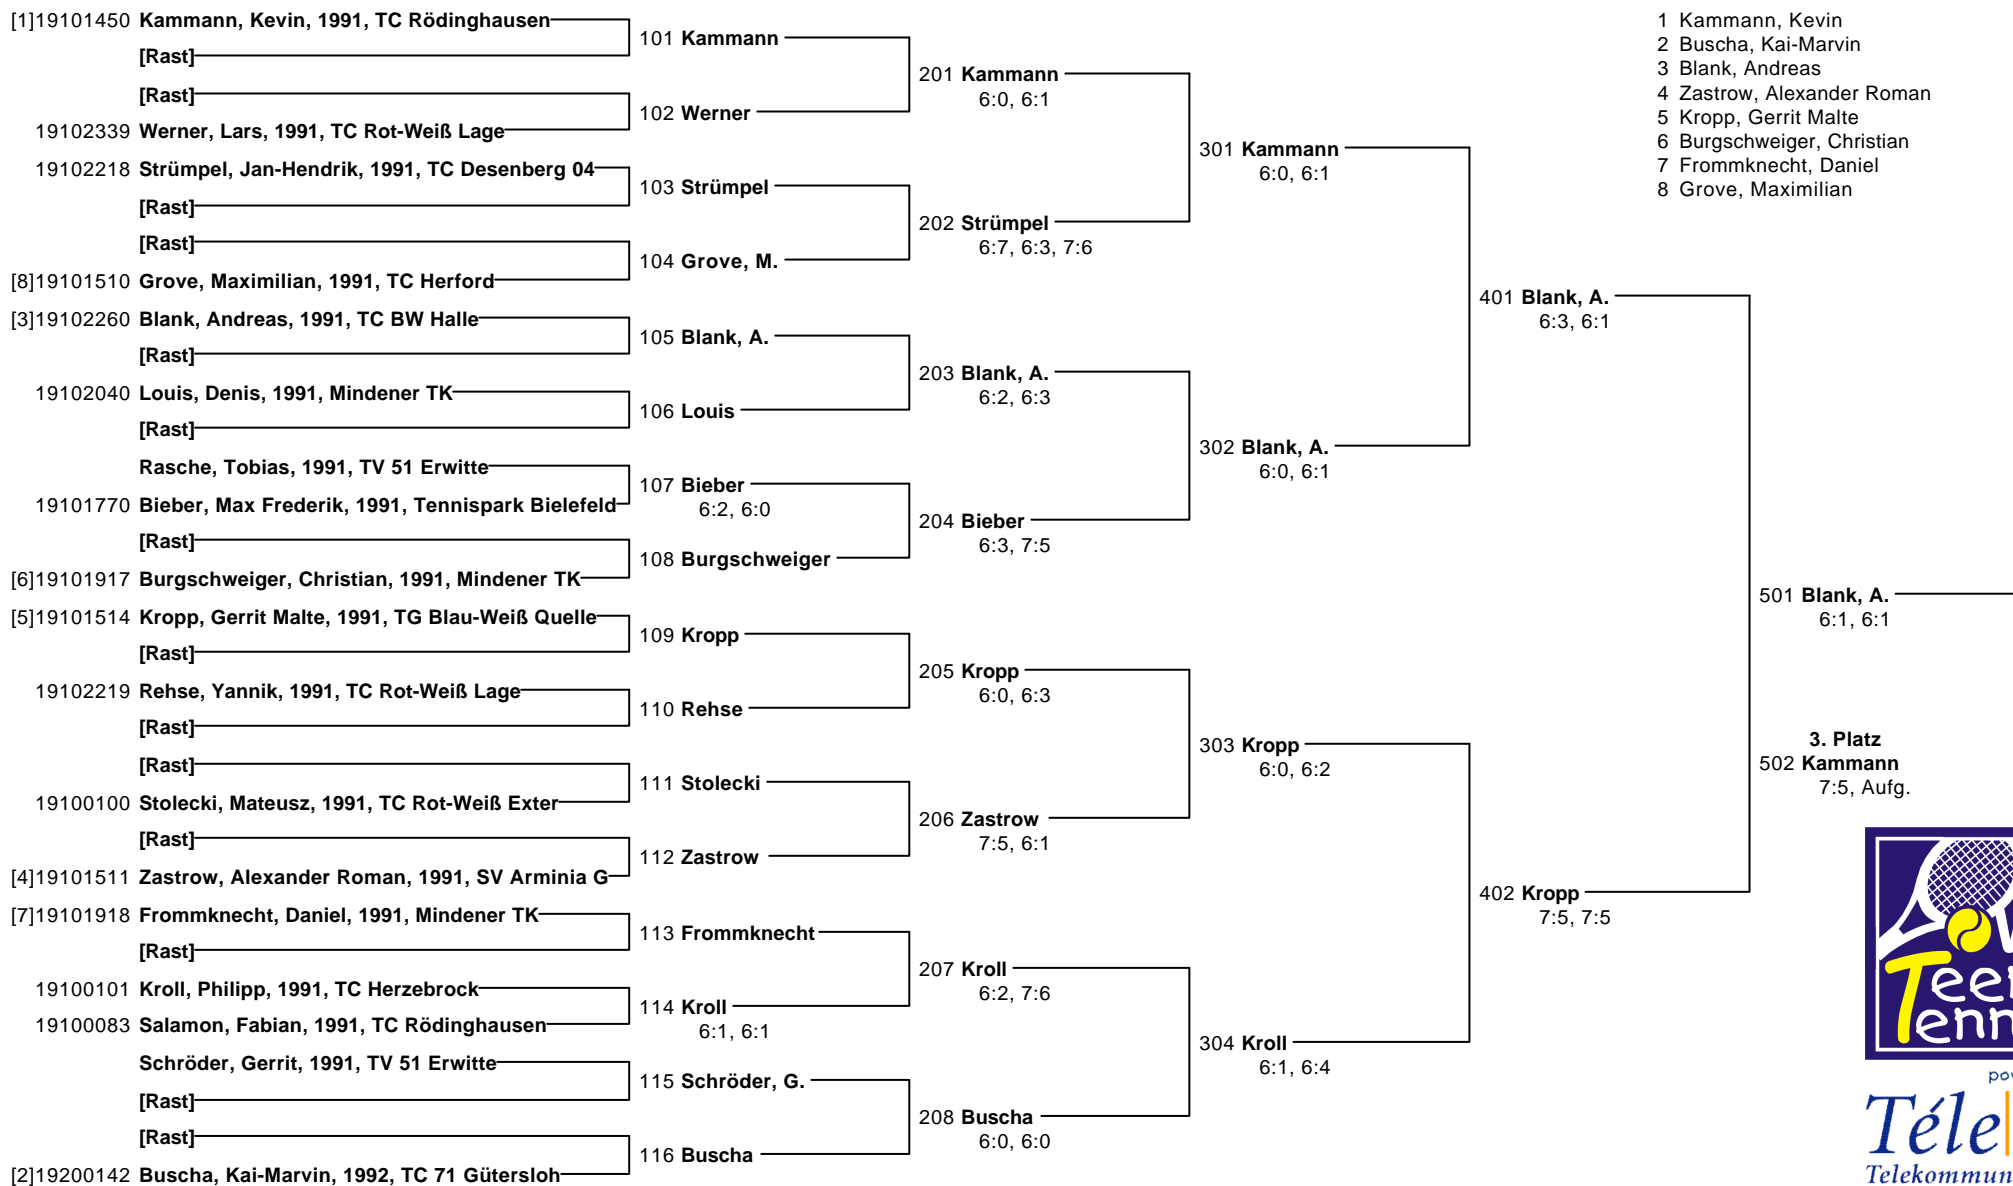 [1]19101450 Kammann, Kevin, 1991, TC Rödinghausen
[Rast]
[Rast]
19102339 Werner, Lars, 1991, TC Rot-Weiß Lage
19102218 Strümpel, Jan-Hendrik, 1991, TC Desenberg 04
[Rast]
[Rast]
[8]19101510 Grove, Maximilian, 1991, TC Herford
[3]19102260 Blank, Andreas, 1991, TC BW Halle
[Rast]
19102040 Louis, Denis, 1991, Mindener TK
[Rast]
Rasche, Tobias, 1991, TV 51 Erwitte
19101770 Bieber, Max Frederik, 1991, Tennispark Bielefeld
[Rast]
[6]19101917 Burgschweiger, Christian, 1991, Mindener TK
[5]19101514 Kropp, Gerrit Malte, 1991, TG Blau-Weiß Quelle
[Rast]
19102219 Rehse, Yannik, 1991, TC Rot-Weiß Lage
[Rast]
[Rast]
19100100 Stolecki, Mateusz, 1991, TC Rot-Weiß Exter
[Rast]
[4]19101511 Zastrow, Alexander Roman, 1991, SV Arminia G
[7]19101918 Frommknecht, Daniel, 1991, Mindener TK
[Rast]
19100101 Kroll, Philipp, 1991, TC Herzebrock
19100083 Salamon, Fabian, 1991, TC Rödinghausen
Schröder, Gerrit, 1991, TV 51 Erwitte
[Rast]
[Rast]
[2]19200142 Buscha, Kai-Marvin, 1992, TC 71 Gütersloh
101 Kammann
102 Werner
103 Strümpel
104 Grove, M.
105 Blank, A.
106 Louis
107 Bieber
6:2, 6:0
108 Burgschweiger
109 Kropp
110 Rehse
111 Stolecki
112 Zastrow
113 Frommknecht
114 Kroll
6:1, 6:1
115 Schröder, G.
116 Buscha
201 Kammann
6:0, 6:1
202 Strümpel
6:7, 6:3, 7:6
203 Blank, A.
6:2, 6:3
204 Bieber
6:3, 7:5
205 Kropp
6:0, 6:3
206 Zastrow
7:5, 6:1
207 Kroll
6:2, 7:6
208 Buscha
6:0, 6:0
301 Kammann
6:0, 6:1
302 Blank, A.
6:0, 6:1
303 Kropp
6:0, 6:2
304 Kroll
6:1, 6:4
401 Blank, A.
6:3, 6:1
402 Kropp
7:5, 7:5
501 Blank, A.
6:1, 6:1
3. Platz
502 Kammann
7:5, Aufg.
1 Kammann, Kevin
2 Buscha, Kai-Marvin
3 Blank, Andreas
4 Zastrow, Alexander Roman
5 Kropp, Gerrit Malte
6 Burgschweiger, Christian
7 Frommknecht, Daniel
8 Grove, Maximilian
Tee
Tenn
po
Téle
Telekommun